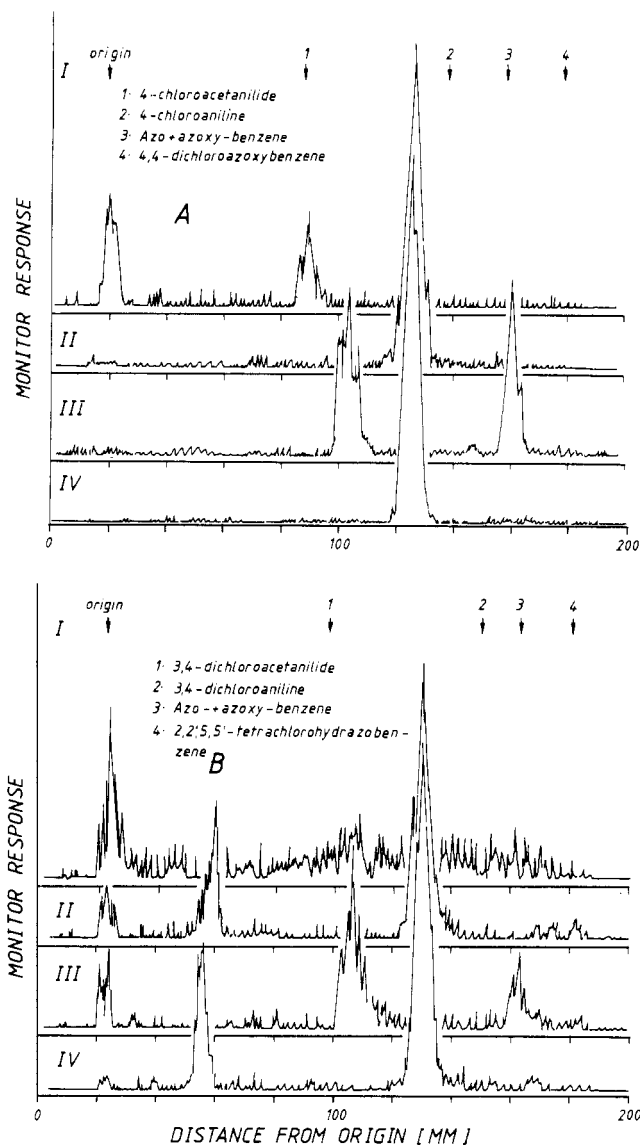 origin 1 2 3 4
I
1· 4-chloroacetanilide
2· 4-chloroaniline
3· Azo+azoxy-benzene
4· 4,4-dichloroazoxybenzene
A
II
III
IV
MONITOR RESPONSE
0 100 200
origin 1 2 3 4
I
1· 3,4-dichloroacetanilide
2· 3,4-dichloroaniline
3· Azo-+azoxy-benzene
4· 2,2'5,5'-tetrachlorohydrazoben-
zene
B
II
III
IV
MONITOR RESPONSE
0 100 200
DISTANCE FROM ORIGIN [MM]